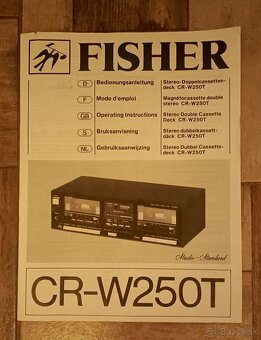 FISHER
D Bedienungsanleitung Stereo-Doppelcassetten-
deck CR-W250T
F Mode d'emploi Magnétocassette double
stéréo CR-W250T
GB Operating Instructions Stereo Double Cassette
Deck CR-W250T
S Bruksanvisning Stereo dubbelkassett-
däck CR-W250T
NL Gebruiksaanwijzing Stereo Dubbel Cassette-
deck CR-W250T
Studio-Standard
CR-W250T